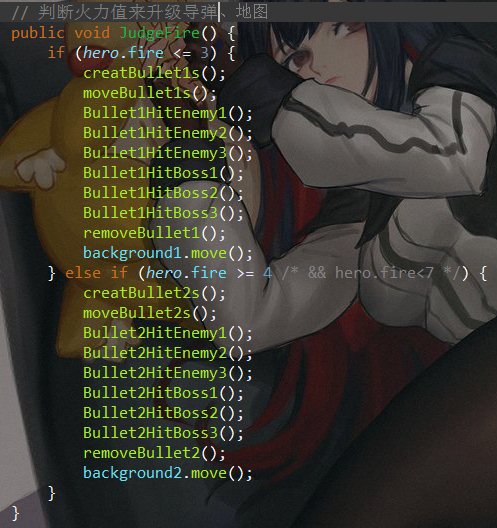 // 判断火力值来升级导弹、地图
public void JudgeFire() {
    if (hero.fire <= 3) {
        creatBullet1s();
        moveBullet1s();
        Bullet1HitEnemy1();
        Bullet1HitEnemy2();
        Bullet1HitEnemy3();
        Bullet1HitBoss1();
        Bullet1HitBoss2();
        Bullet1HitBoss3();
        removeBullet1();
        background1.move();
    } else if (hero.fire >= 4 /* && hero.fire<7 */) {
        creatBullet2s();
        moveBullet2s();
        Bullet2HitEnemy1();
        Bullet2HitEnemy2();
        Bullet2HitEnemy3();
        Bullet2HitBoss1();
        Bullet2HitBoss2();
        Bullet2HitBoss3();
        removeBullet2();
        background2.move();
    }
}